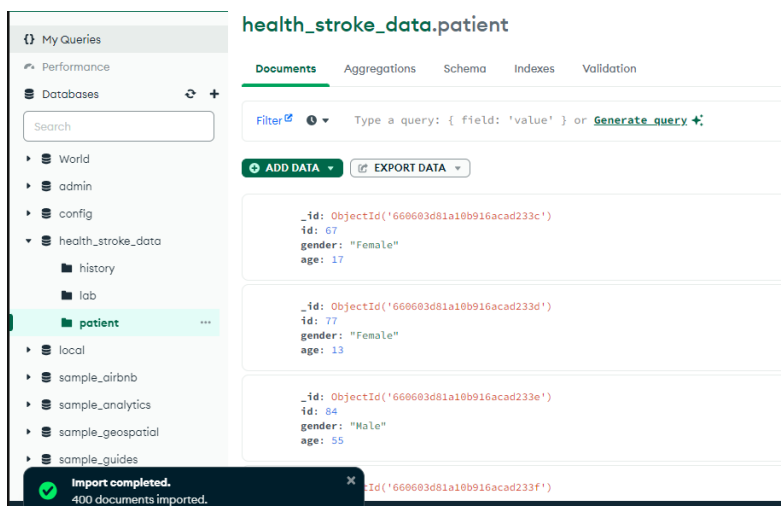 {} My Queries
Performance
Databases
Search
World
admin
config
health_stroke_data
history
lab
patient
local
sample_airbnb
sample_analytics
sample_geospatial
sample_guides
Import completed.
400 documents imported.
health_stroke_data.patient
Documents Aggregations Schema Indexes Validation
Filter Type a query: { field: 'value' } or Generate query
ADD DATA EXPORT DATA
_id: ObjectId('660603d81a10b916acad233c')
id: 67
gender: "Female"
age: 17
_id: ObjectId('660603d81a10b916acad233d')
id: 77
gender: "Female"
age: 13
_id: ObjectId('660603d81a10b916acad233e')
id: 84
gender: "Male"
age: 55
ctId('660603d81a10b916acad233f')